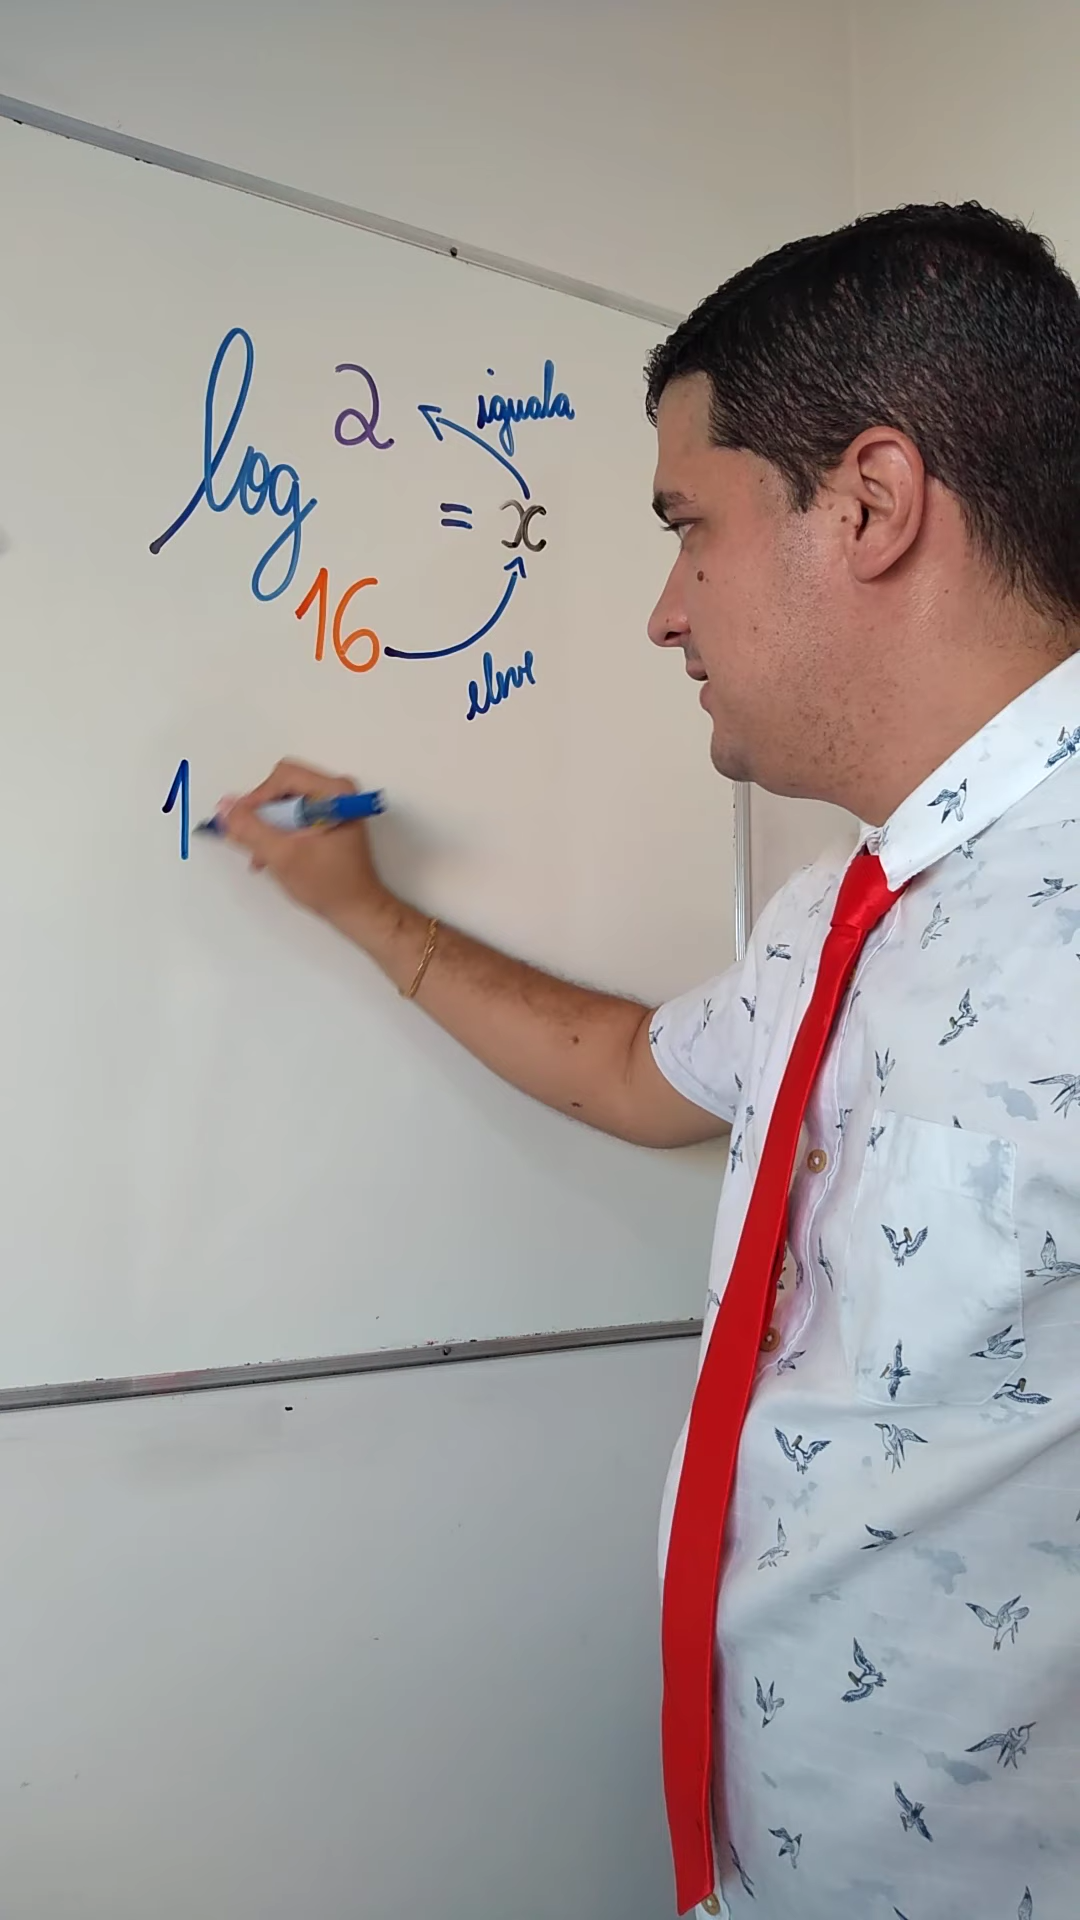 iguala
log 2 = x
16
eleve
1